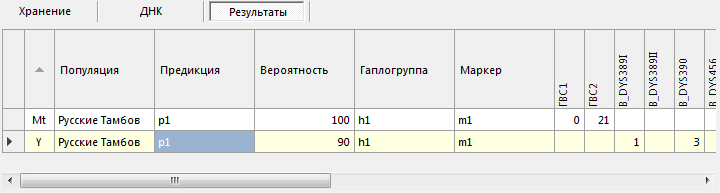 Хранение ДНК Результаты
Популяция Предикция Вероятность Гаплогруппа Маркер ГВС1 ГВС2 B_DYS389I B_DYS389II B_DYS390 B_DYS456
Mt Русские Тамбов p1 100 h1 m1 0 21
Y Русские Тамбов p1 90 h1 m1 1 3